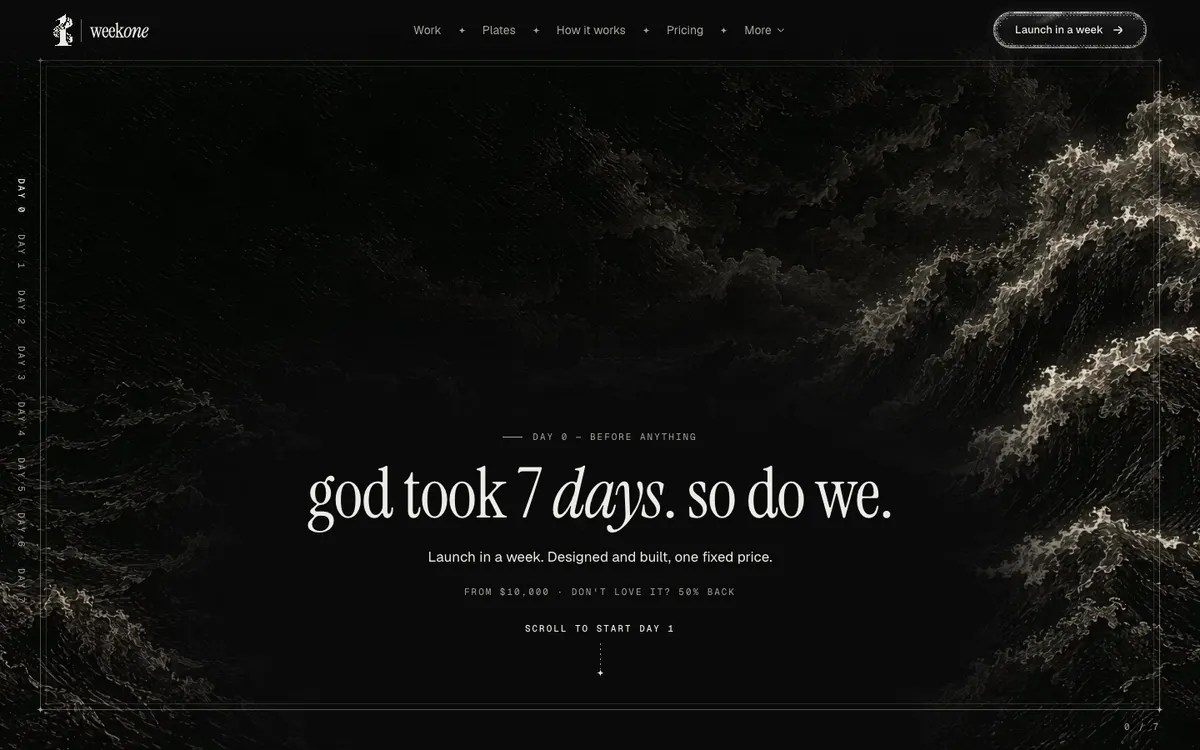 weekone
Work
Plates
How it works
Pricing
More
Launch in a week
DAY 0
DAY 1
DAY 2
DAY 3
DAY 4
DAY 5
DAY 6
DAY
DAY 0 — BEFORE ANYTHING
god took 7 days. so do we.
Launch in a week. Designed and built, one fixed price.
FROM $10,000 · DON'T LOVE IT? 50% BACK
SCROLL TO START DAY 1
0 / 7